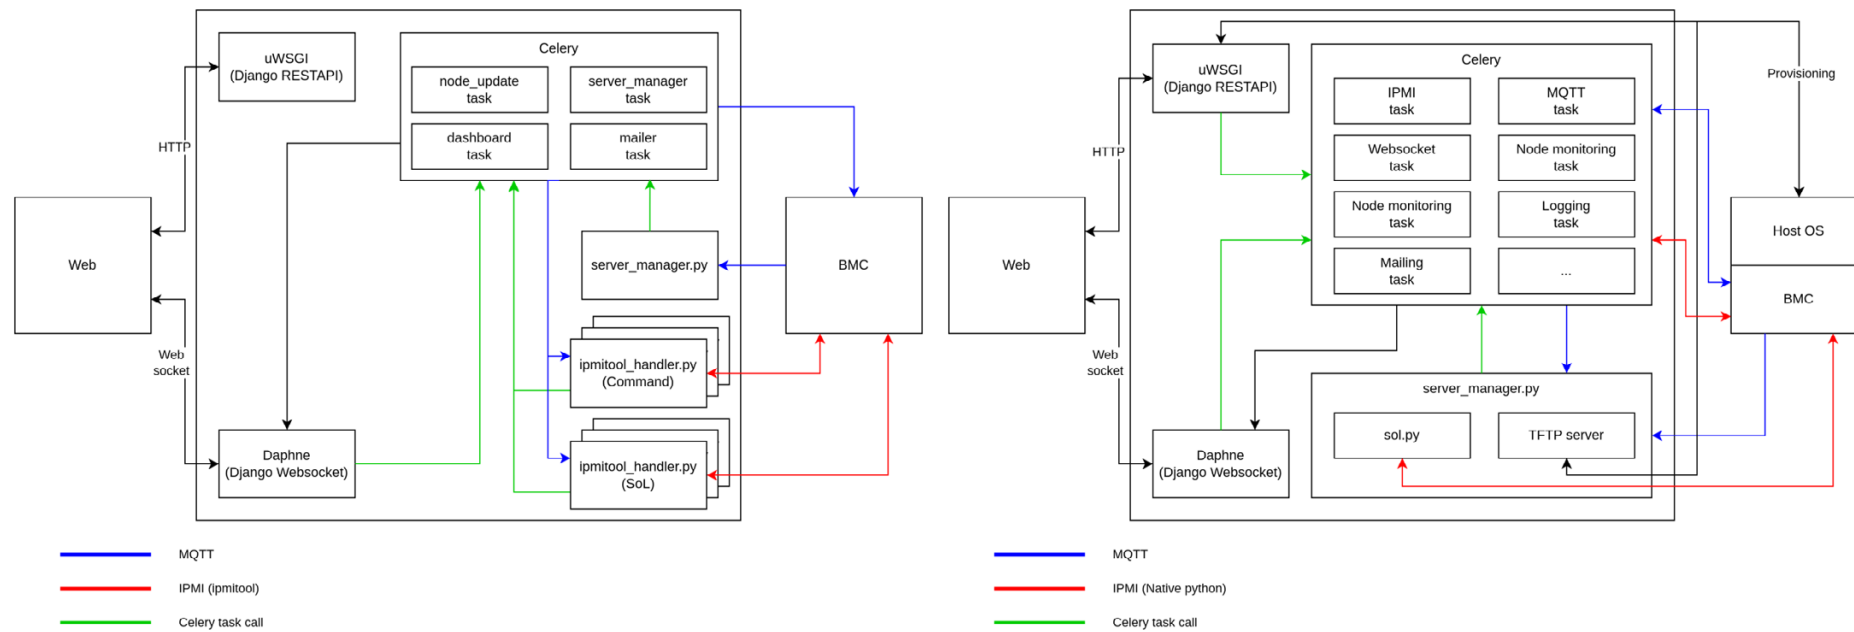 uWSGI
(Django RESTAPI)
Celery
node_update
task
server_manager
task
dashboard
task
mailer
task
HTTP
Web
server_manager.py
BMC
ipmitool_handler.py
(Command)
Web
socket
Daphne
(Django Websocket)
ipmitool_handler.py
(SoL)
MQTT
IPMI (ipmitool)
Celery task call
uWSGI
(Django RESTAPI)
Celery
IPMI
task
MQTT
task
Websocket
task
Node monitoring
task
Node monitoring
task
Logging
task
Mailing
task
...
Provisioning
HTTP
Web
Host OS
BMC
Web
socket
server_manager.py
sol.py
TFTP server
Daphne
(Django Websocket)
MQTT
IPMI (Native python)
Celery task call